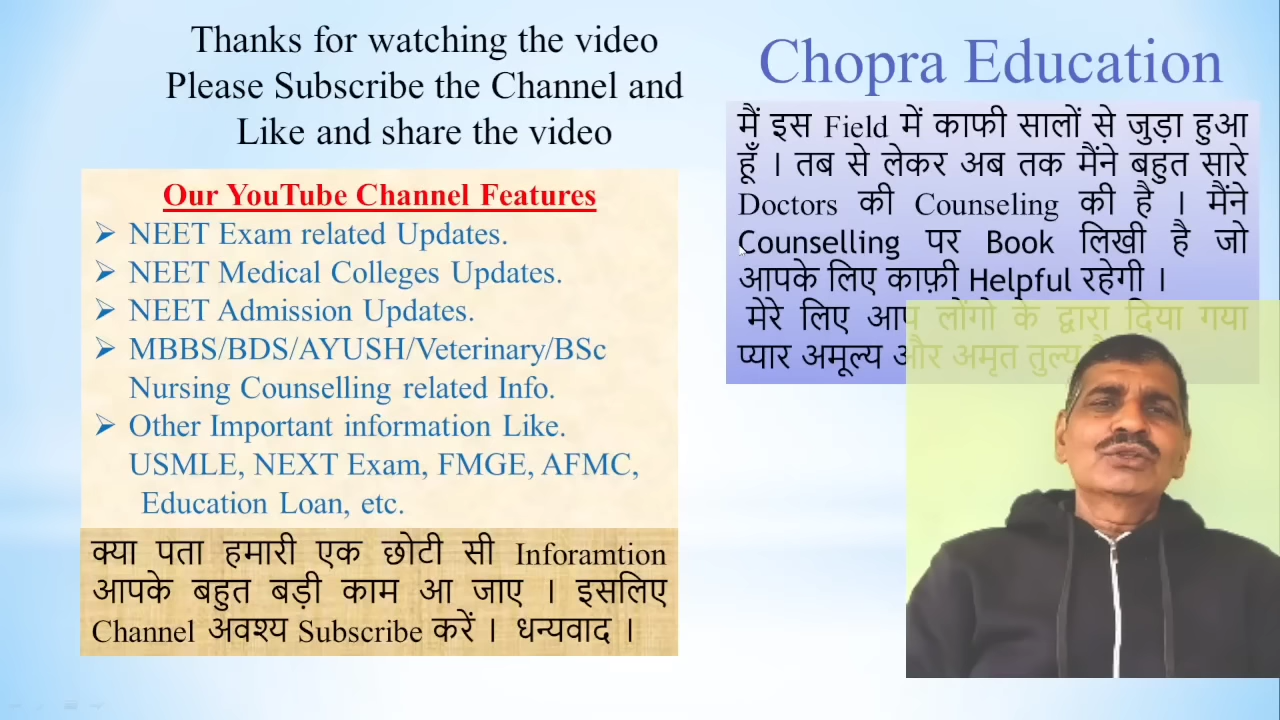 Thanks for watching the video
Please Subscribe the Channel and
Like and share the video
Our YouTube Channel Features
➢ NEET Exam related Updates.
➢ NEET Medical Colleges Updates.
➢ NEET Admission Updates.
➢ MBBS/BDS/AYUSH/Veterinary/BSc
Nursing Counselling related Info.
➢ Other Important information Like.
USMLE, NEXT Exam, FMGE, AFMC,
Education Loan, etc.
क्या पता हमारी एक छोटी सी Inforamtion
आपके बहुत बड़ी काम आ जाए । इसलिए
Channel अवश्य Subscribe करें । धन्यवाद ।
Chopra Education
मैं इस Field में काफी सालों से जुड़ा हुआ
हूँ । तब से लेकर अब तक मैंने बहुत सारे
Doctors की Counseling की है । मैंने
Counselling पर Book लिखी है जो
आपके लिए काफ़ी Helpful रहेगी ।
मेरे लिए आप लोंगो के द्वारा दिया गया
प्यार अमूल्य और अमृत तुल्य